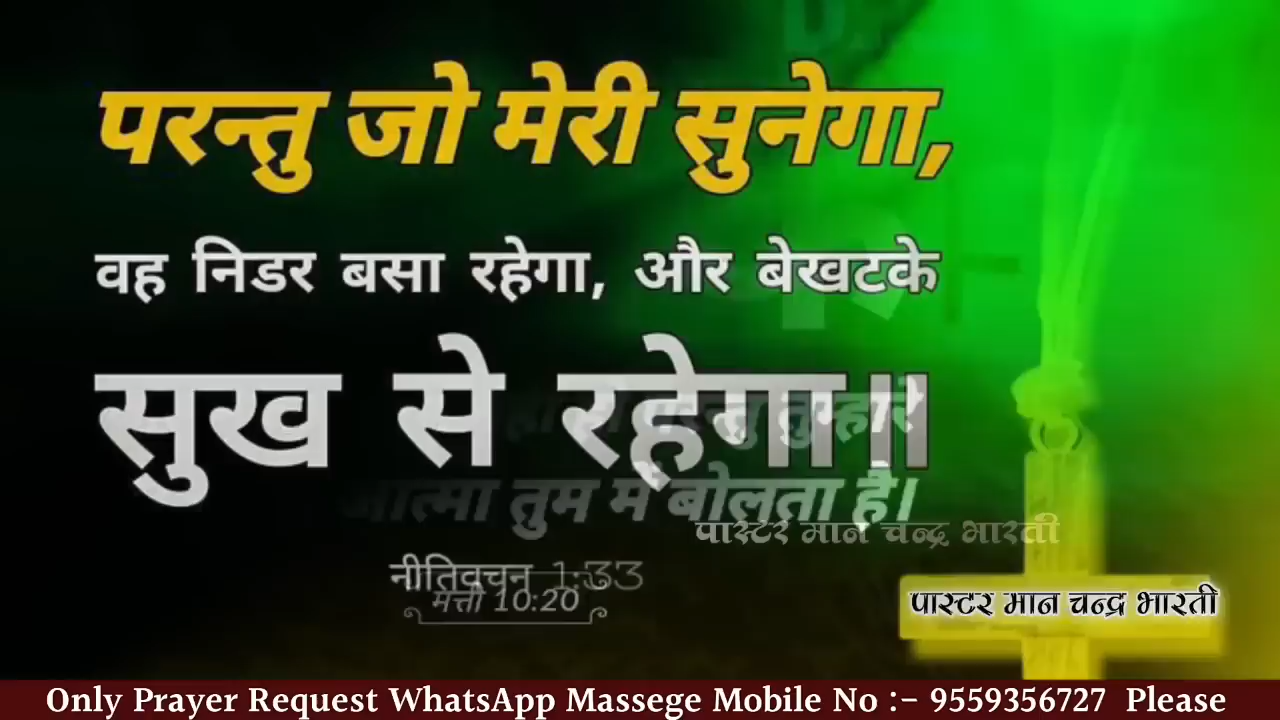 परन्तु जो मेरी सुनेगा,
वह निडर बसा रहेगा, और बेखटके
सुख से रहेगा॥
तुम्हारे
आत्मा तुम में बोलता है।
पास्टर मान चन्द्र भारती
नीतिवचन 1:33
मत्ती 10:20
पास्टर मान चन्द्र भारती
Only Prayer Request WhatsApp Massege Mobile No :- 9559356727 Please